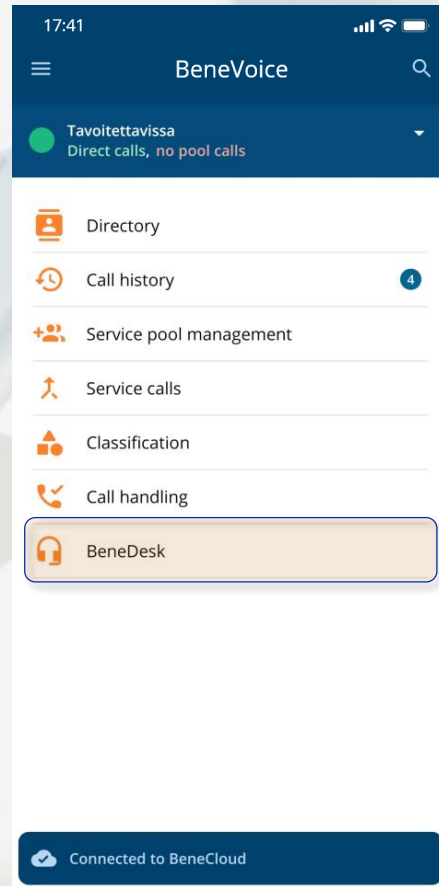 17:41
BeneVoice
Tavoitettavissa
Direct calls, no pool calls
Directory
Call history 4
Service pool management
Service calls
Classification
Call handling
BeneDesk
Connected to BeneCloud